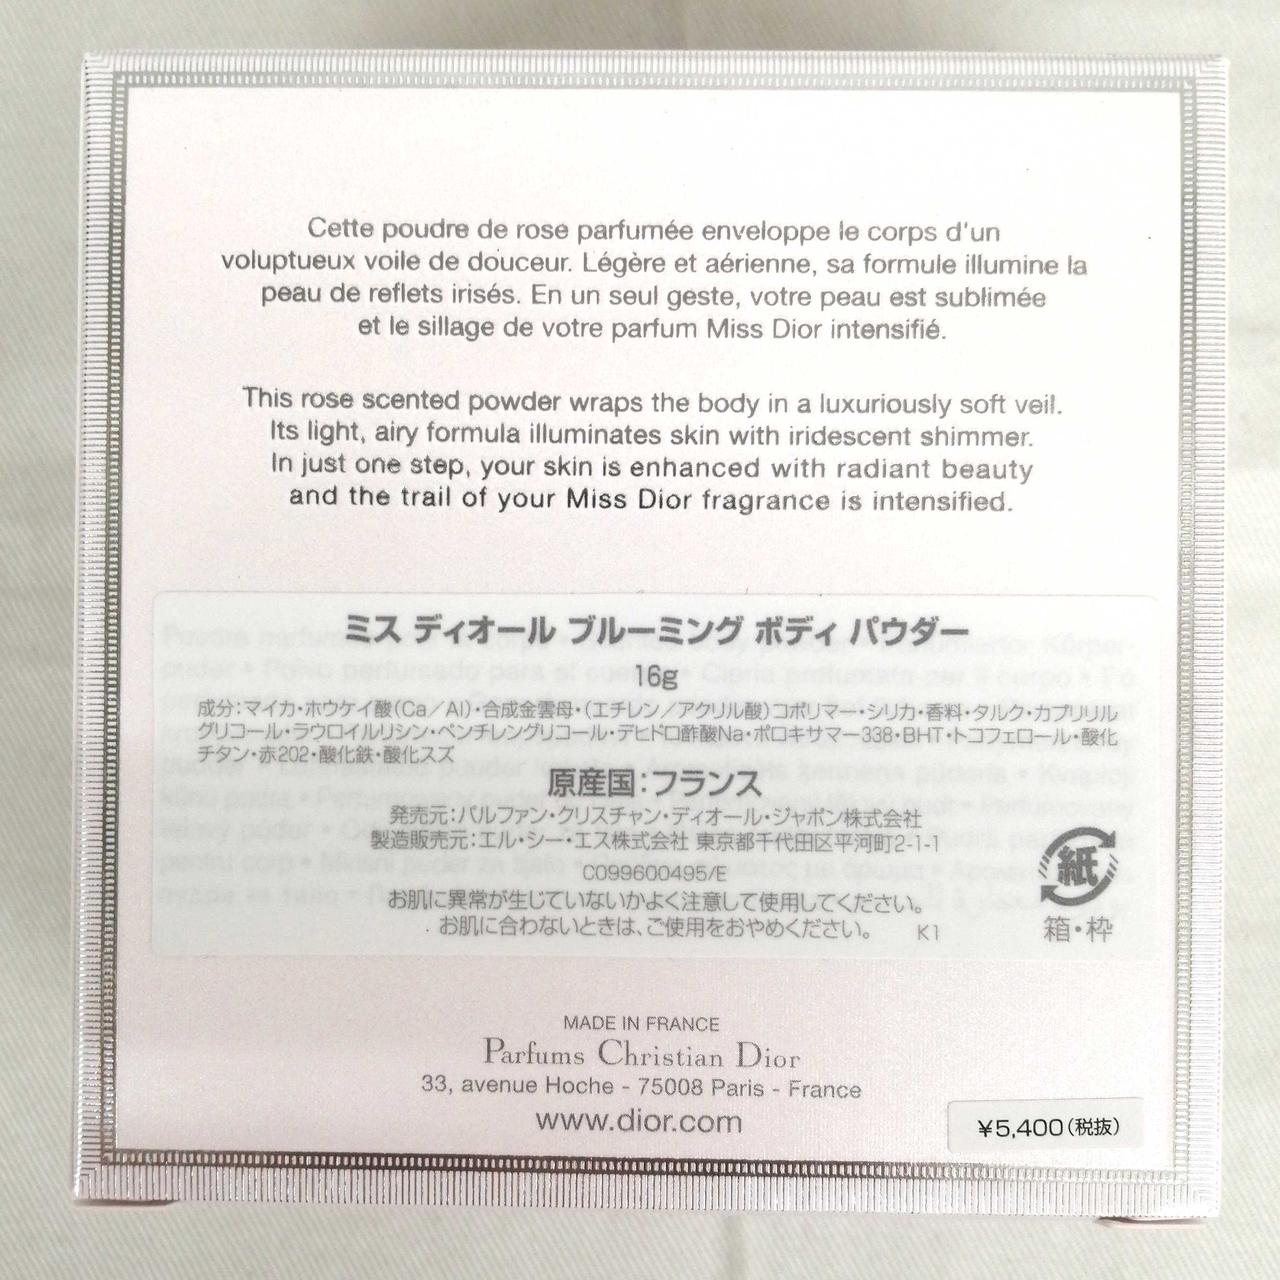 Cette poudre de rose parfumée enveloppe le corps d'un
voluptueux voile de douceur. Légère et aérienne, sa formule illumine la
peau de reflets irisés. En un seul geste, votre peau est sublimée
et le sillage de votre parfum Miss Dior intensifié.
This rose scented powder wraps the body in a luxuriously soft veil.
Its light, airy formula illuminates skin with iridescent shimmer.
In just one step, your skin is enhanced with radiant beauty
and the trail of your Miss Dior fragrance is intensified.
ミス ディオール ブルーミング ボディ パウダー
16g
成分：マイカ・ホウケイ酸(Ca/Al)・合成金雲母・(エチレン/アクリル酸)コポリマー・シリカ・香料・タルク・カプリリル
グリコール・ラウロイルリシン・ペンチレングリコール・デヒドロ酢酸Na・ポロキサマー338・BHT・トコフェロール・酸化
チタン・赤202・酸化鉄・酸化スズ
原産国：フランス
発売元：パルファン・クリスチャン・ディオール・ジャポン株式会社
製造販売元：エル・シー・エス株式会社 東京都千代田区平河町2-1-1
C099600495/E
お肌に異常が生じていないかよく注意して使用してください。
お肌に合わないときは、ご使用をおやめください。 K1
紙
箱・枠
MADE IN FRANCE
Parfums Christian Dior
33, avenue Hoche - 75008 Paris - France
www.dior.com
¥5,400(税抜)